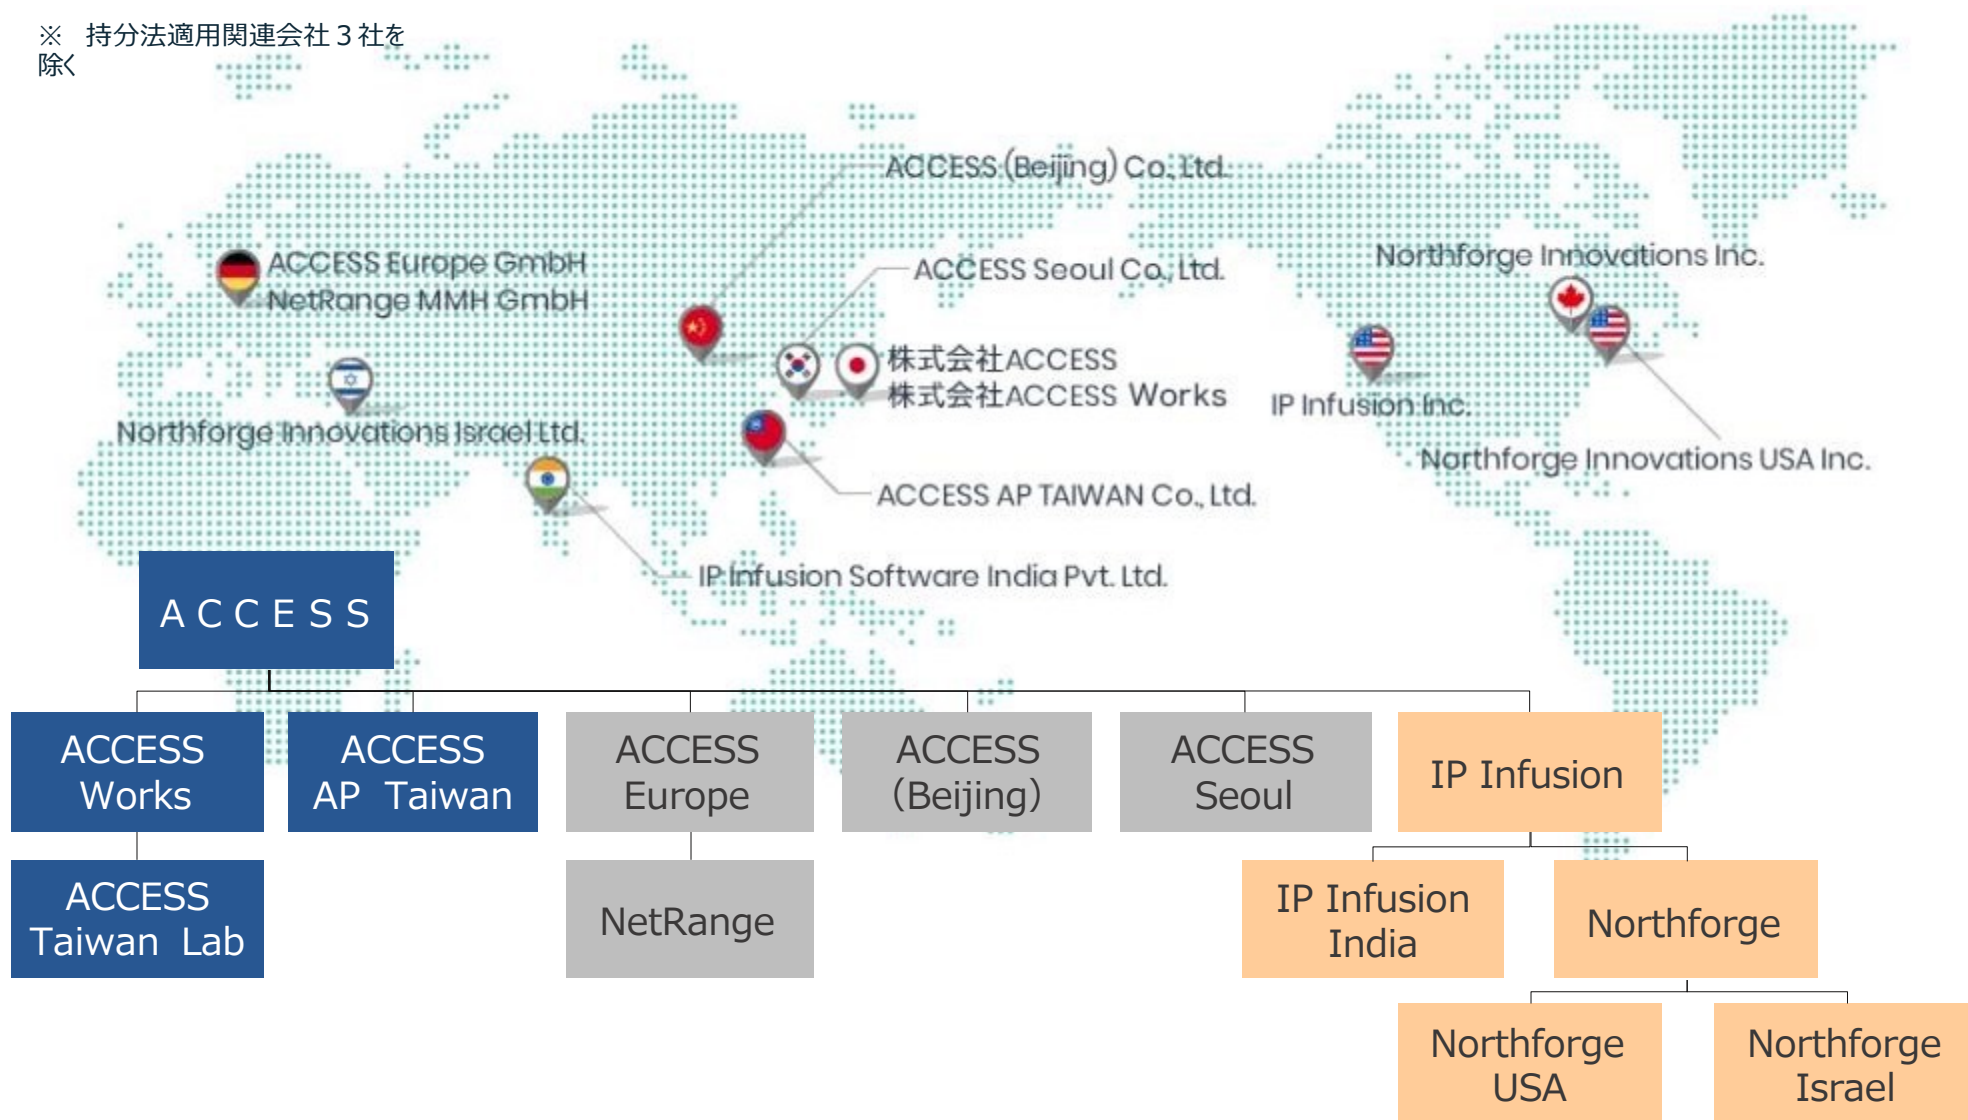 ※ 持分法適用関連会社３社を
除く
ACCESS (Beijing) Co., Ltd.
ACCESS Europe GmbH
NetRange MMH GmbH
ACCESS Seoul Co., Ltd.
Northforge Innovations Inc.
株式会社ACCESS
株式会社ACCESS Works
IP Infusion Inc.
Northforge Innovations Israel Ltd.
Northforge Innovations USA Inc.
ACCESS AP TAIWAN Co., Ltd.
IP Infusion Software India Pvt. Ltd.
ＡＣＣＥＳＳ
ACCESS
Works
ACCESS
AP Taiwan
ACCESS
Europe
ACCESS
（Beijing）
ACCESS
Seoul
IP Infusion
ACCESS
Taiwan Lab
NetRange
IP Infusion
India
Northforge
Northforge
USA
Northforge
Israel